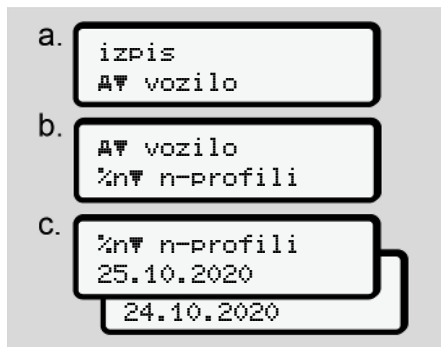 a.
izpis
A▼ vozilo
b.
A▼ vozilo
%n▼ n-profili
c.
%n▼ n-profili
25.10.2020
24.10.2020